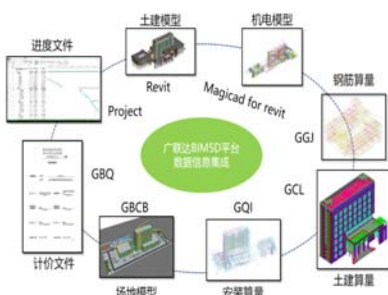 土建模型
机电模型
进度文件
Revit
Magicad for revit
钢筋算量
Project
GGJ
广联达BIM5D平台
数据信息集成
GBQ
GCL
GBCB
GQI
计价文件
场地模型
安装算量
土建算量